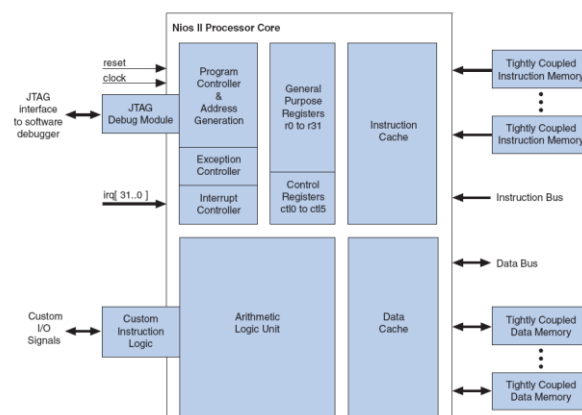 Nios II Processor Core
reset
clock
JTAG
interface
to software
debugger
JTAG
Debug Module
Program
Controller
&
Address
Generation
Exception
Controller
Interrupt
Controller
irq[ 31..0 ]
General
Purpose
Registers
r0 to r31
Control
Registers
ctl0 to ctl5
Instruction
Cache
Tightly Coupled
Instruction Memory
Tightly Coupled
Instruction Memory
Instruction Bus
Data Bus
Custom
I/O
Signals
Custom
Instruction
Logic
Arithmetic
Logic Unit
Data
Cache
Tightly Coupled
Data Memory
Tightly Coupled
Data Memory